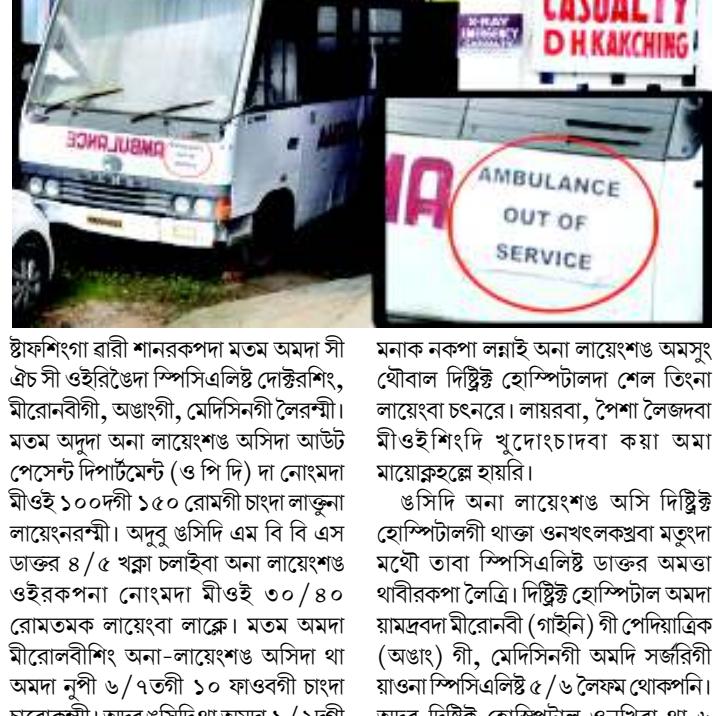 CASUALTY
D H KAKCHING
X-RAY
EMERGENCY
CASUALTY
AMBULANCE
AMBULANCE
OUT OF
SERVICE
ষ্টাফশিংগা ৱারী শানরকপদা মতম অমদা সী
ঐচ সী ওইরিঙৈদা স্পিসিএলিষ্ট দোক্টরশিং,
মীরোনবীগী, অঙাংগী, মেদিসিনগী লৈরম্মী।
মতম অদুদা অনা লায়েংশঙ অসিদা আউট
পেসেন্ট দিপার্টমেন্ট (ও পি দি) দা নোংমদা
মীওই ১০০দগী ১৫০ রোমগী চাংদা লাক্তুনা
লায়েংনরম্মী। অদুবু ঙসিদি এম বি বি এস
ডাক্তর ৪/৫ খক্না চলাইবা অনা লায়েংশঙ
ওইরকপনা নোংমদা মীওই ৩০/৪০
রোমতমক লায়েংবা লাক্লে। মতম অমদা
মীরোলবীশিং অনা-লায়েংশঙ অসিদা থা
অমদা নুপী ৬/৭তগী ১০ ফাওবগী চাংদা
মনাক নকপা লন্নাই অনা লায়েংশঙ অমসুং
থৌবাল দিষ্ট্রিক্ট হোস্পিটালদা শেল তিংনা
লায়েংবা চৎনরে। লায়রবা, পৈশা লৈজদবা
মীওইশিংদি খুদোংচাদবা কয়া অমা
মায়োক্নহল্লে হায়রি।
ঙসিদি অনা লায়েংশঙ অসি দিষ্ট্রিক্ট
হোস্পিটালগী থাক্তা ওনখৎলকখ্রবা মতুংদা
মথৌ তাবা স্পিসিএলিষ্ট ডাক্তর অমত্তা
থাবীরকপা লৈত্রি। দিষ্ট্রিক্ট হোস্পিটাল অমদা
য়ামদ্রবদা মীরোনবী (গাইনি) গী পেদিয়াত্রিক
(অঙাং) গী, মেদিসিনগী অমদি সর্জরিগী
য়াওনা স্পিসিএলিষ্ট ৫/৬ লৈফম থোকপনি।